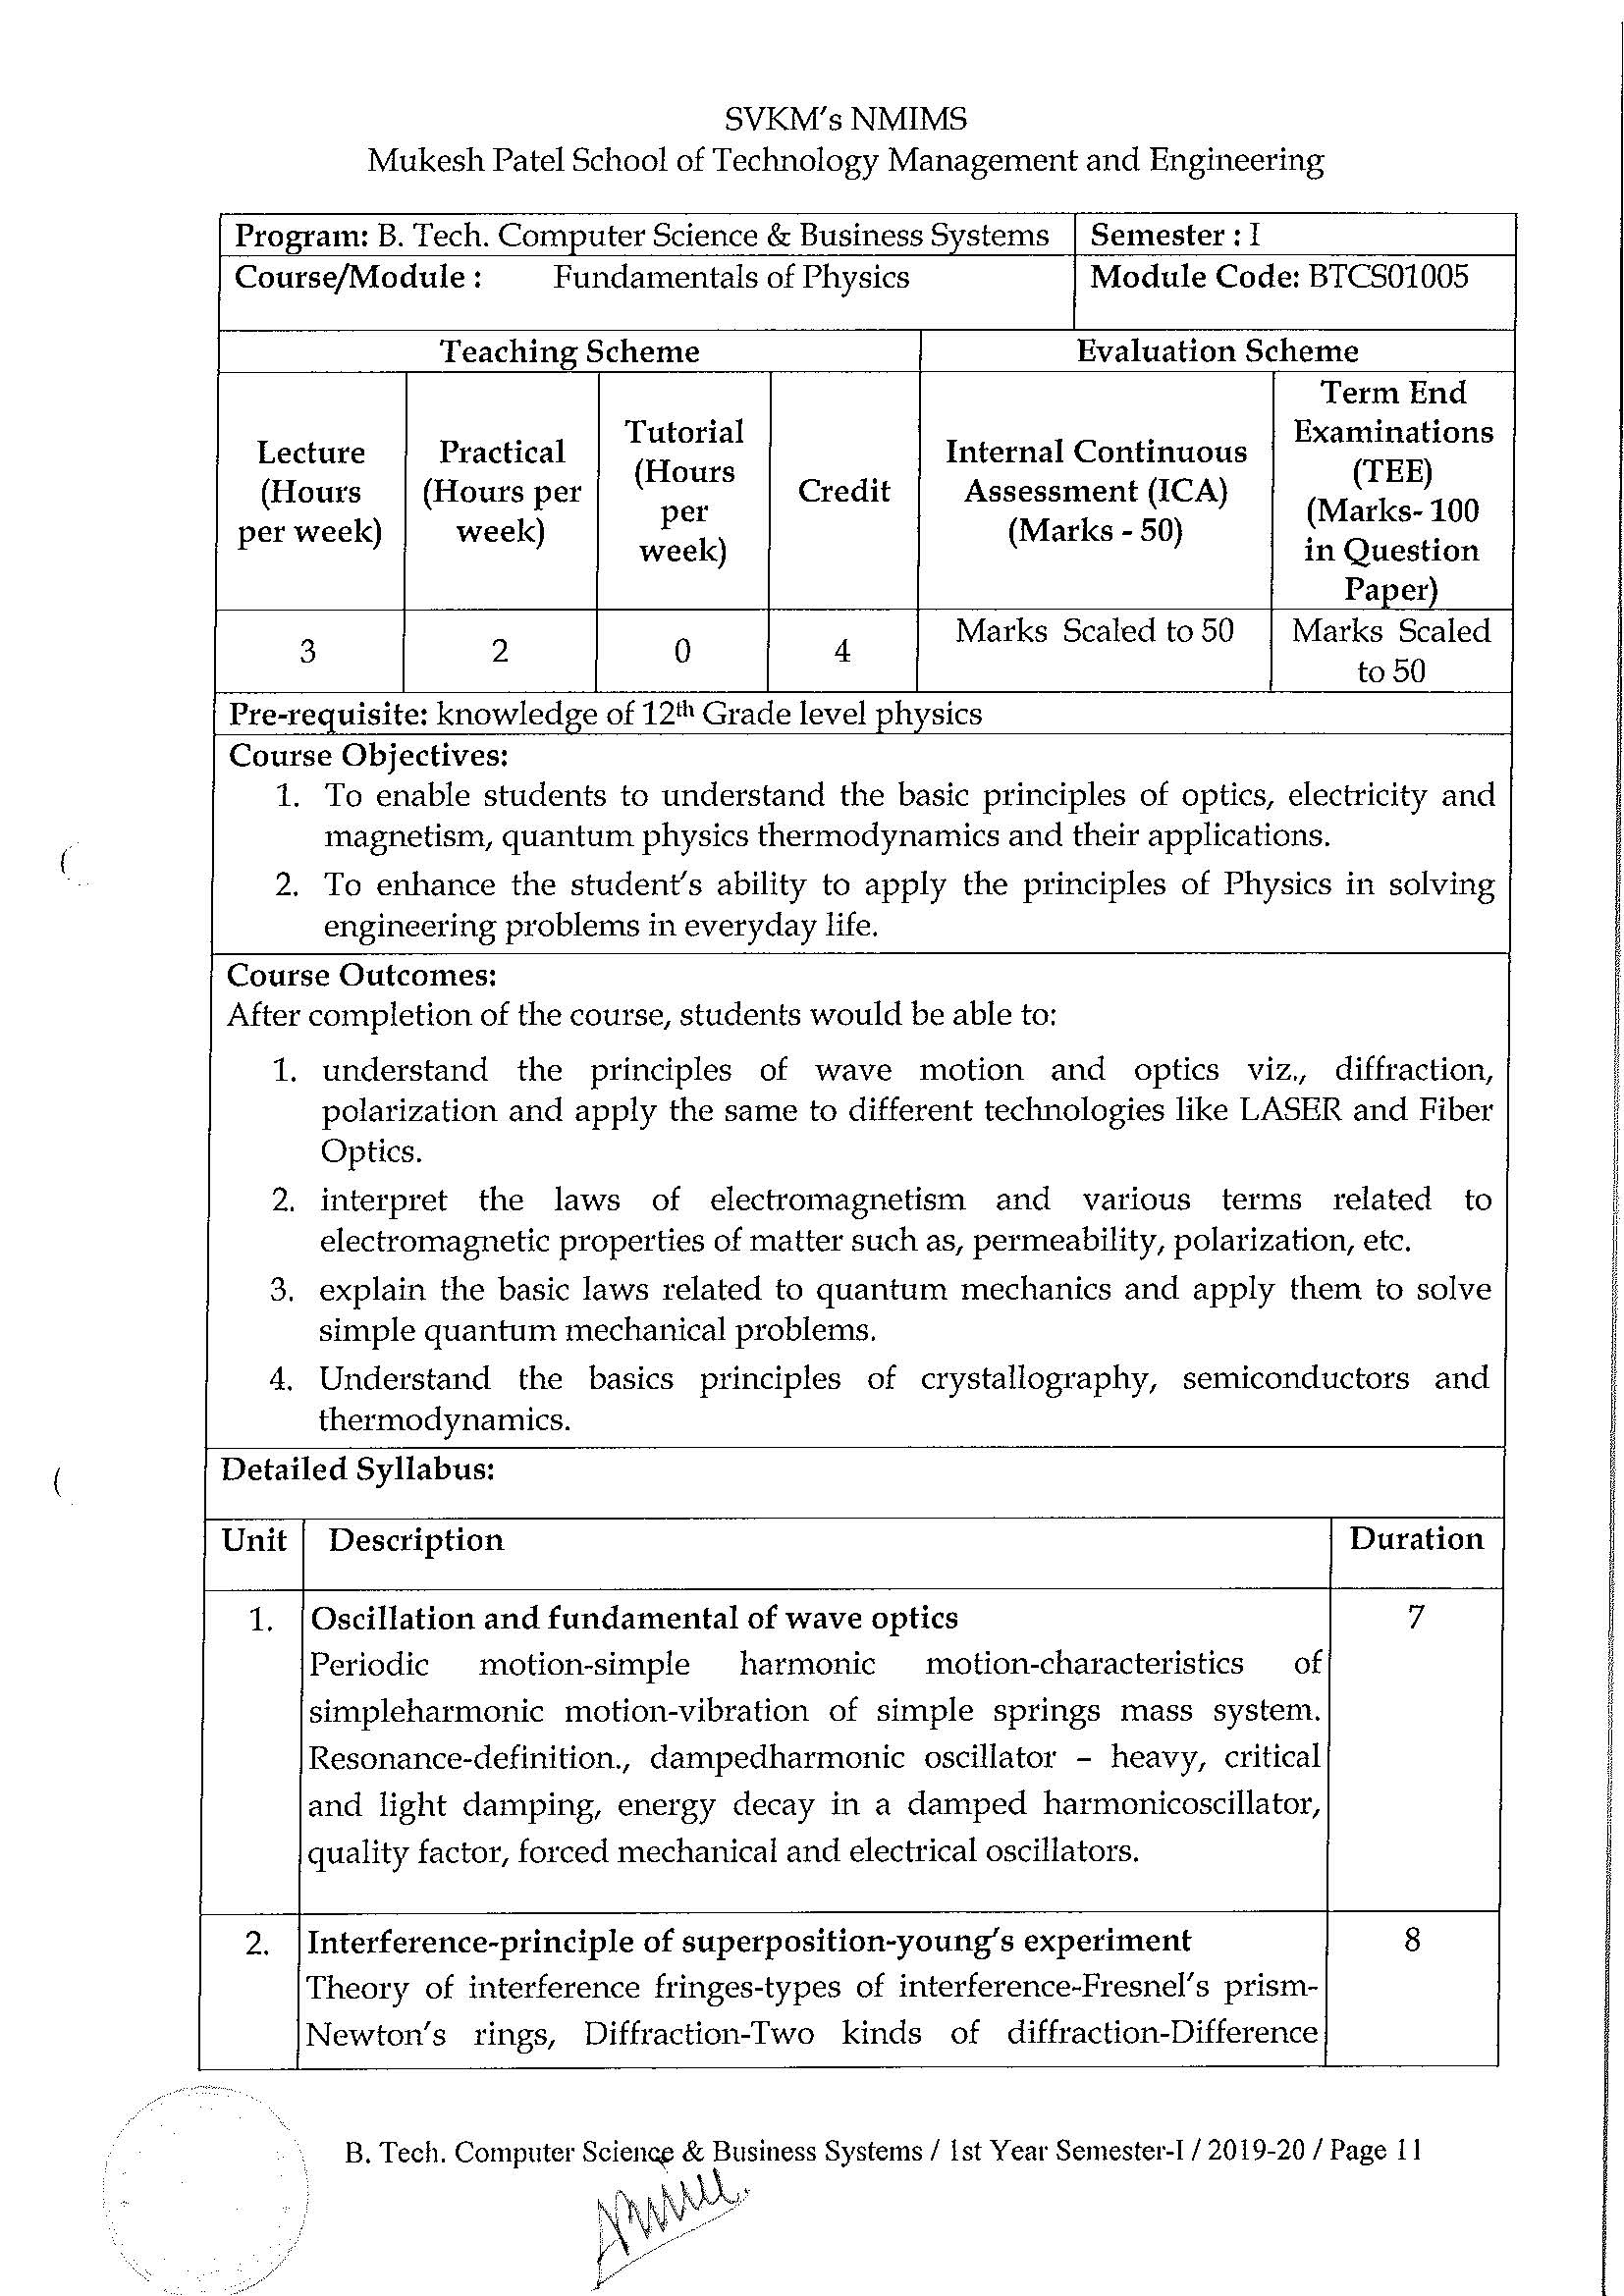 SVKM's NMIMS
Mukesh Patel School of Technology Management and Engineering
Program: B. Tech. Computer Science & Business Systems Semester : I
Course/Module : Fundamentals of Physics Module Code: BTCS01005
Teaching Scheme Evaluation Scheme
Lecture
(Hours
per week)
Practical
(Hours per
week)
Tutorial
(Hours
per
week)
Credit
Internal Continuous
Assessment (ICA)
(Marks - 50)
Term End
Examinations
(TEE)
(Marks- 100
in Question
Paper)
3 2 0 4 Marks Scaled to 50 Marks Scaled
to 50
Pre-requisite: knowledge of 12th Grade level physics
Course Objectives:
1. To enable students to understand the basic principles of optics, electricity and
magnetism, quantum physics thermodynamics and their applications.
2. To enhance the student's ability to apply the principles of Physics in solving
engineering problems in everyday life.
Course Outcomes:
After completion of the course, students would be able to:
1. understand the principles of wave motion and optics viz., diffraction,
polarization and apply the same to different technologies like LASER and Fiber
Optics.
2. interpret the laws of electromagnetism and various terms related to
electromagnetic properties of matter such as, permeability, polarization, etc.
3. explain the basic laws related to quantum mechanics and apply them to solve
simple quantum mechanical problems.
4. Understand the basics principles of crystallography, semiconductors and
thermodynamics.
Detailed Syllabus:
Unit Description Duration
1. Oscillation and fundamental of wave optics 7
Periodic motion-simple harmonic motion-characteristics of
simpleharmonic motion-vibration of simple springs mass system.
Resonance-definition., dampedharmonic oscillator – heavy, critical
and light damping, energy decay in a damped harmonicoscillator,
quality factor, forced mechanical and electrical oscillators.
2. Interference-principle of superposition-young's experiment 8
Theory of interference fringes-types of interference-Fresnel's prism-
Newton's rings, Diffraction-Two kinds of diffraction-Difference
B. Tech. Computer Science & Business Systems / 1st Year Semester-I / 2019-20 / Page 11